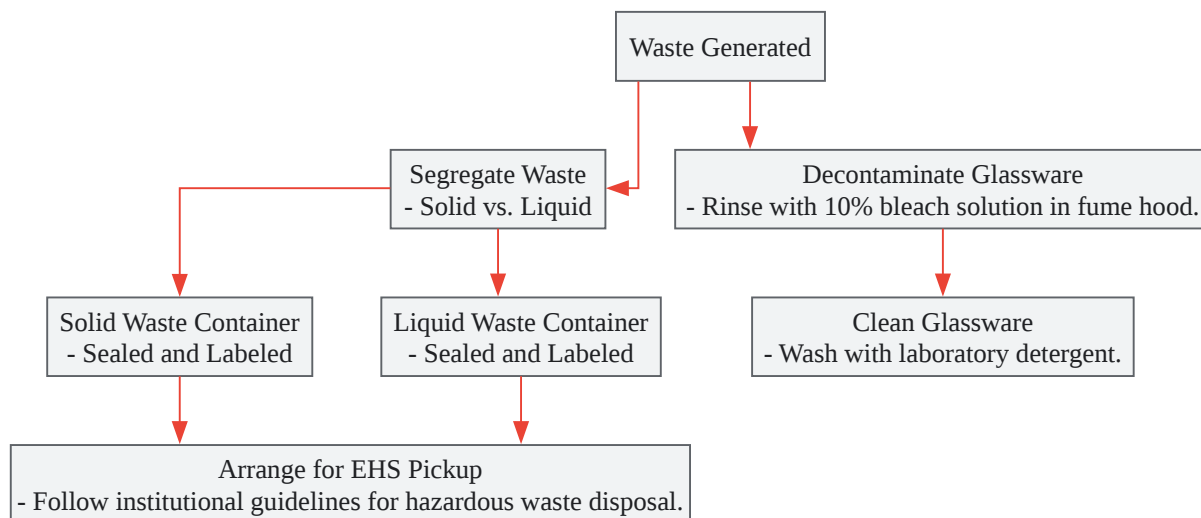 Waste Generated
Segregate Waste
- Solid vs. Liquid
Decontaminate Glassware
- Rinse with 10% bleach solution in fume hood.
Solid Waste Container
- Sealed and Labeled
Liquid Waste Container
- Sealed and Labeled
Clean Glassware
- Wash with laboratory detergent.
Arrange for EHS Pickup
- Follow institutional guidelines for hazardous waste disposal.